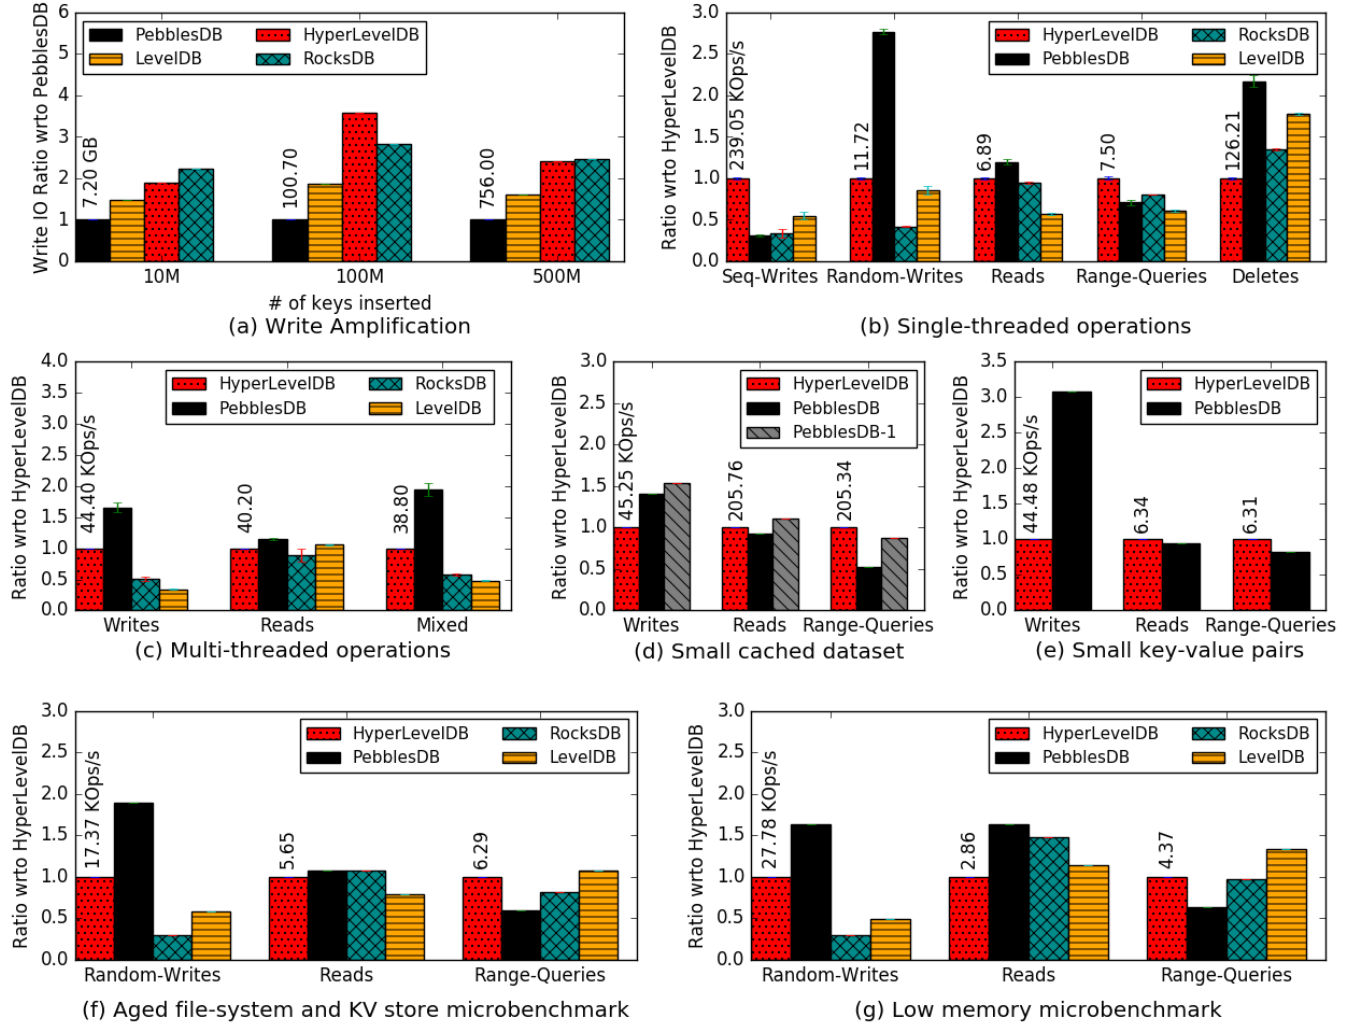 Write IO Ratio wrto PebblesDB
6
5
4
3
2
1
0
PebblesDB
LevelDB
HyperLevelDB
RocksDB
7.20 GB
100.70
756.00
10M
100M
500M
# of keys inserted
(a) Write Amplification
Ratio wrto HyperLevelDB
3.0
2.5
2.0
1.5
1.0
0.5
0.0
HyperLevelDB
PebblesDB
RocksDB
LevelDB
239.05 KOps/s
11.72
6.89
7.50
126.21
Seq-Writes
Random-Writes
Reads
Range-Queries
Deletes
(b) Single-threaded operations
Ratio wrto HyperLevelDB
4.0
3.5
3.0
2.5
2.0
1.5
1.0
0.5
0.0
HyperLevelDB
PebblesDB
RocksDB
LevelDB
44.40 KOps/s
40.20
38.80
Writes
Reads
Mixed
(c) Multi-threaded operations
Ratio wrto HyperLevelDB
3.0
2.5
2.0
1.5
1.0
0.5
0.0
HyperLevelDB
PebblesDB
PebblesDB-1
45.25 KOps/s
205.76
205.34
Writes
Reads
Range-Queries
(d) Small cached dataset
Ratio wrto HyperLevelDB
3.5
3.0
2.5
2.0
1.5
1.0
0.5
0.0
HyperLevelDB
PebblesDB
44.48 KOps/s
6.34
6.31
Writes
Reads
Range-Queries
(e) Small key-value pairs
Ratio wrto HyperLevelDB
3.0
2.5
2.0
1.5
1.0
0.5
0.0
HyperLevelDB
PebblesDB
RocksDB
LevelDB
17.37 KOps/s
5.65
6.29
Random-Writes
Reads
Range-Queries
(f) Aged file-system and KV store microbenchmark
Ratio wrto HyperLevelDB
3.0
2.5
2.0
1.5
1.0
0.5
0.0
HyperLevelDB
PebblesDB
RocksDB
LevelDB
27.78 KOps/s
2.86
4.37
Random-Writes
Reads
Range-Queries
(g) Low memory microbenchmark